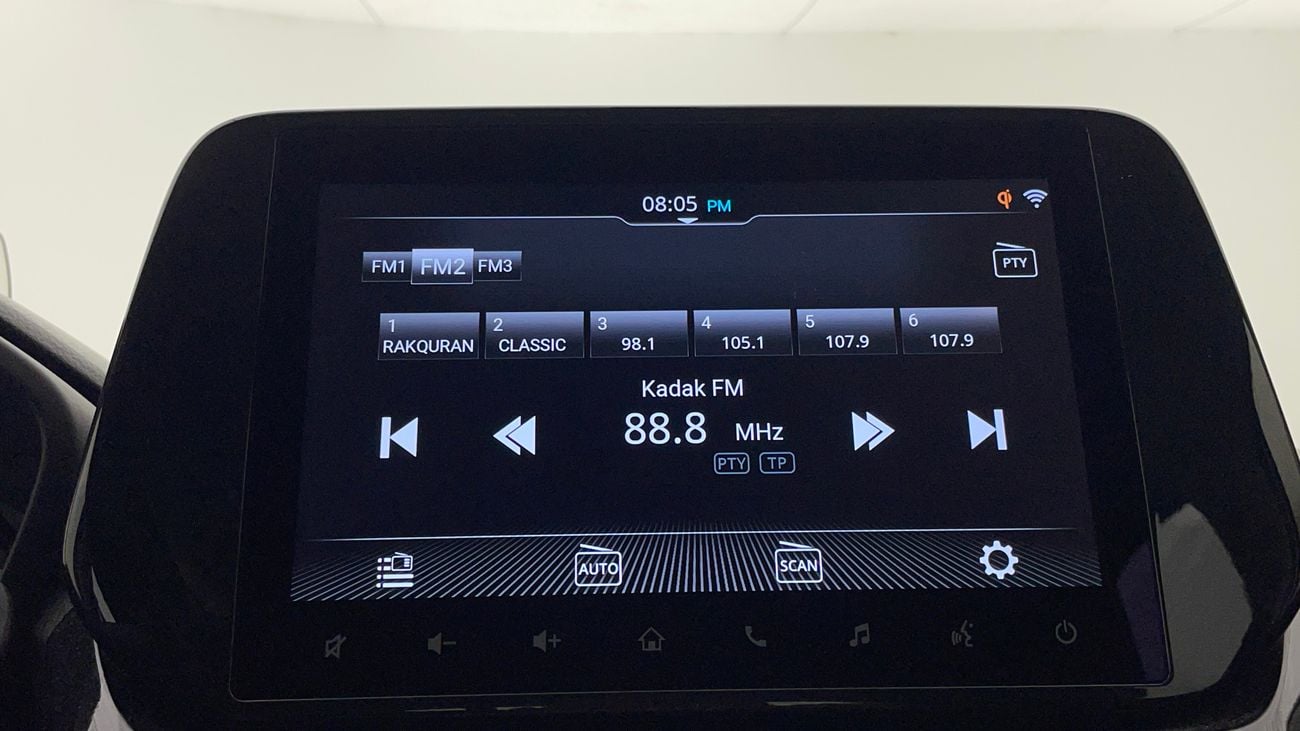 08:05 PM
FM1 FM2 FM3
PTY
1 2 3 4 5 6
RAKQURAN CLASSIC 98.1 105.1 107.9 107.9
Kadak FM
88.8 MHz
PTY TP
AUTO SCAN